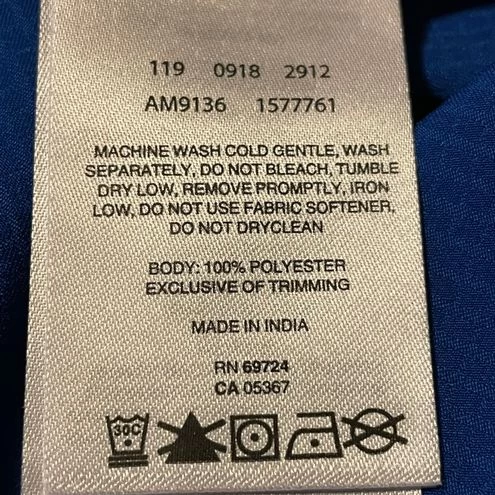 119 0918 2912
AM9136 1577761
MACHINE WASH COLD GENTLE, WASH
SEPARATELY, DO NOT BLEACH, TUMBLE
DRY LOW, REMOVE PROMPTLY, IRON
LOW, DO NOT USE FABRIC SOFTENER,
DO NOT DRYCLEAN
BODY: 100% POLYESTER
EXCLUSIVE OF TRIMMING
MADE IN INDIA
RN 69724
CA 05367
30C